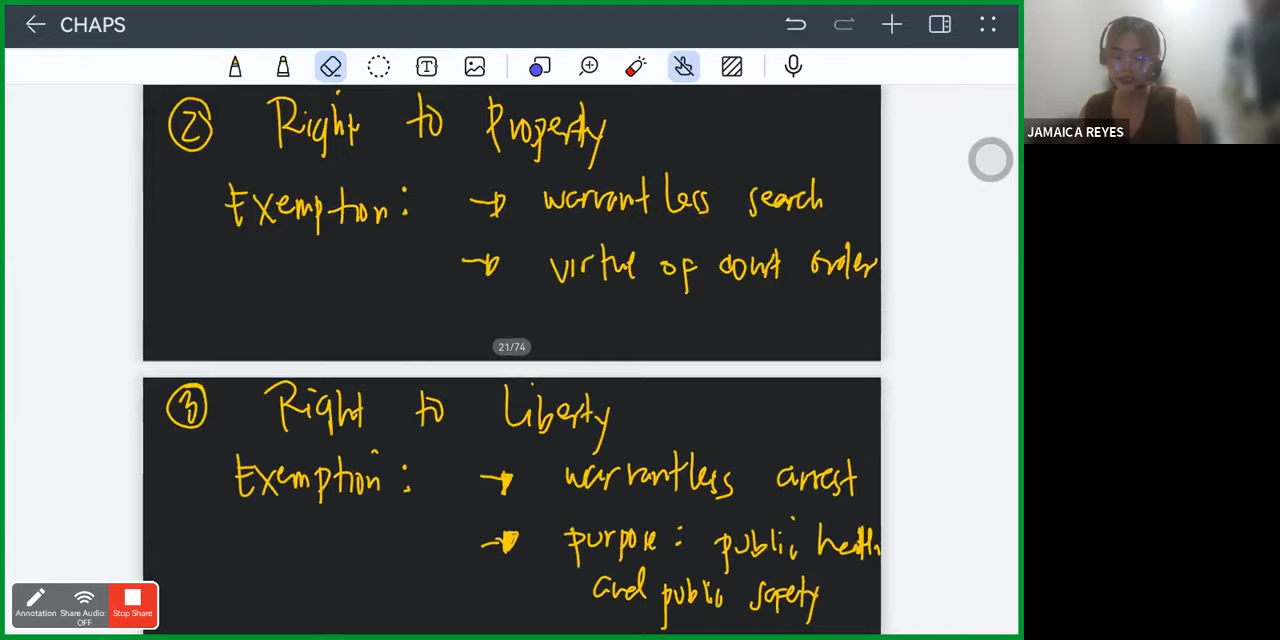 CHAPS
JAMAICA REYES
② Right to Property
Exemption: → warrantless search
→ virtue of court order
21/74
③ Right to Liberty
Exemption: → warrantless arrest
→ purpose: public health
and public safety
Annotation
Share Audio: OFF
Stop Share